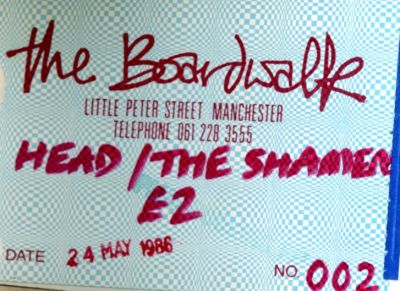 the Boardwalk
LITTLE PETER STREET MANCHESTER
TELEPHONE 061 228 3555
HEAD / THE SHAMEN
£2
DATE 24 MAY 1986
NO. 002